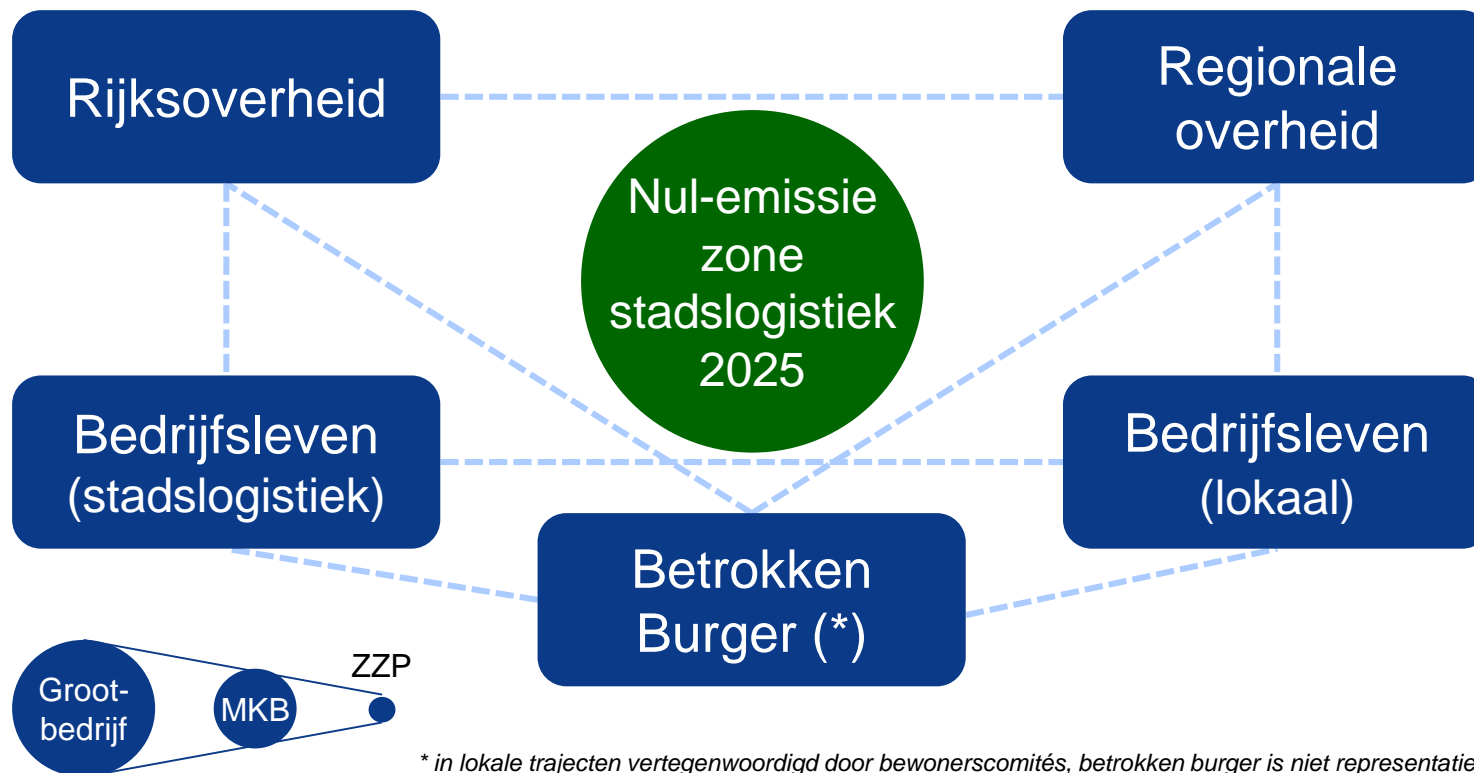 Rijksoverheid
Regionale
overheid
Nul-emissie
zone
stadslogistiek
2025
Bedrijfsleven
(stadslogistiek)
Bedrijfsleven
(lokaal)
Betrokken
Burger (*)
Groot-
bedrijf
MKB
ZZP
* in lokale trajecten vertegenwoordigd door bewonerscomités, betrokken burger is niet